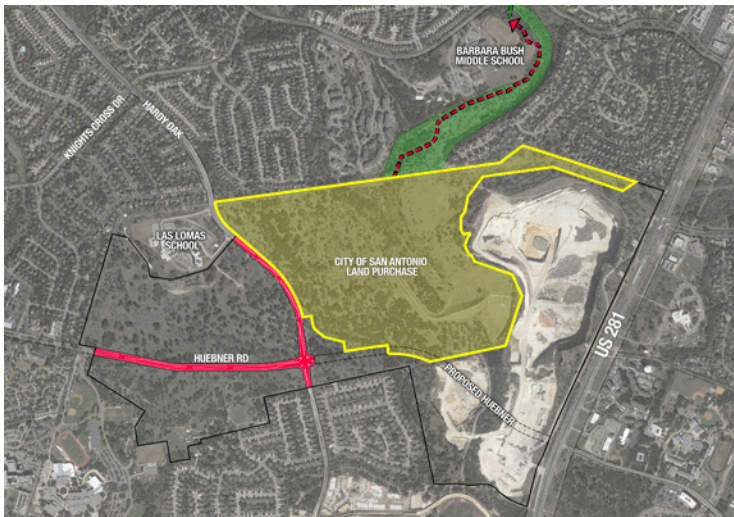 BARBARA BUSH
MIDDLE SCHOOL
KNIGHTS CROSS DR
HARDY OAK
LAS LOMAS
SCHOOL
CITY OF SAN ANTONIO
LAND PURCHASE
US 281
HUEBNER RD
PROPOSED HUEBNER